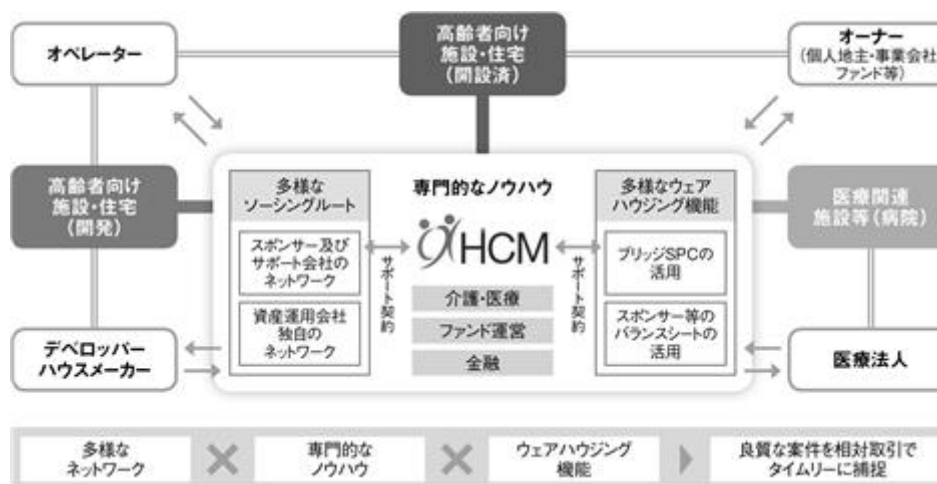 オペレーター
高齢者向け
施設・住宅
(開設済)
オーナー
(個人地主・事業会社
ファンド等)
高齢者向け
施設・住宅
(開発)
多様な
ソーシングルート
スポンサー及び
サポート会社の
ネットワーク
資産運用会社
独自の
ネットワーク
サポート契約
専門的なノウハウ
HCM
介護・医療
ファンド運営
金融
サポート契約
多様なウェア
ハウジング機能
ブリッジSPCの
活用
スポンサー等の
バランスシートの
活用
医療関連
施設等(病院)
デベロッパー
ハウスメーカー
医療法人
多様な
ネットワーク
専門的な
ノウハウ
ウェアハウジング
機能
良質な案件を相対取引で
タイムリーに捕捉